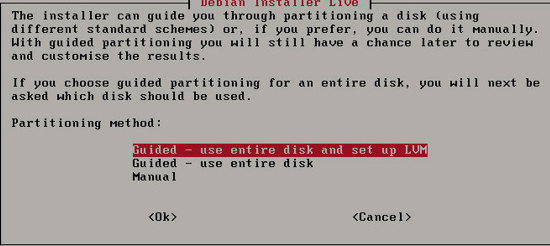 Debian Installer Live
The installer can guide you through partitioning a disk (using
different standard schemes) or, if you prefer, you can do it manually.
With guided partitioning you will still have a chance later to review
and customise the results.
If you choose guided partitioning for an entire disk, you will next be
asked which disk should be used.
Partitioning method:
Guided - use entire disk and set up LVM
Guided - use entire disk
Manual
<Ok> <Cancel>